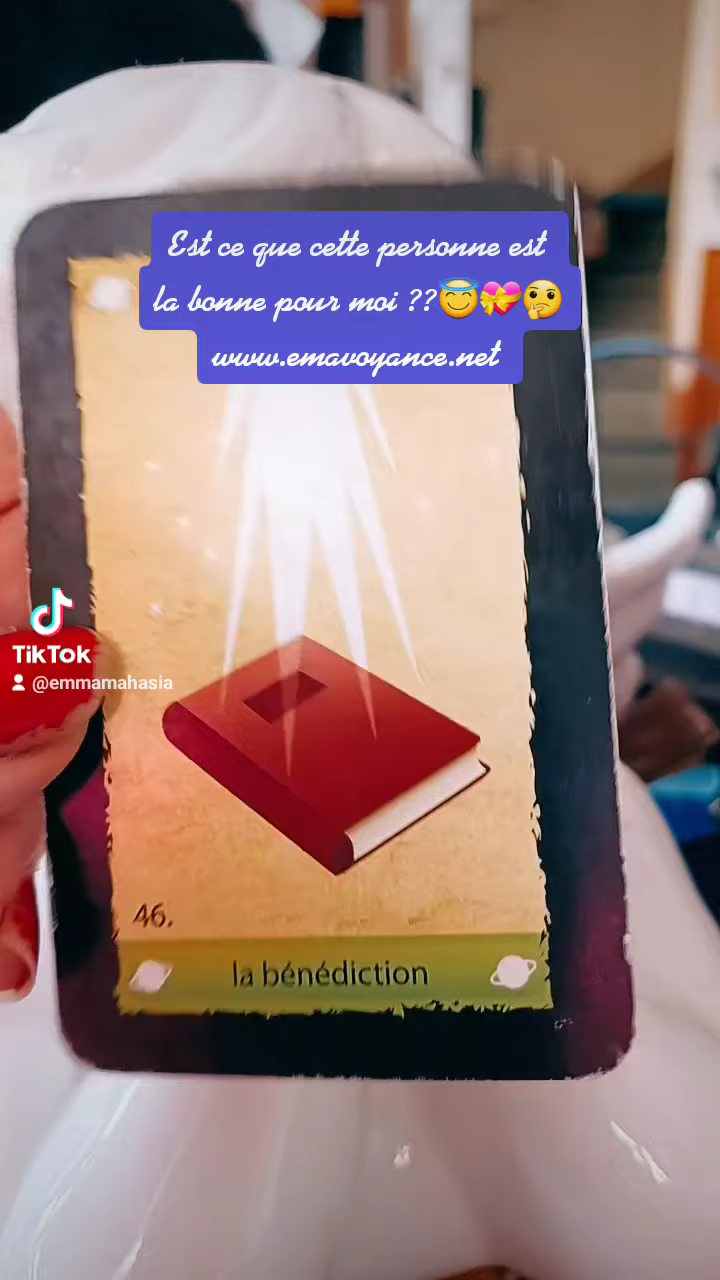 Est ce que cette personne est
la bonne pour moi ??😇💝🤔
www.emavoyance.net
TikTok
@emmamahasia
46.
la bénédiction